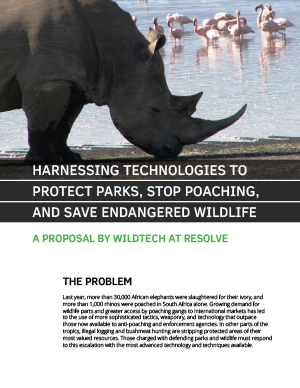 HARNESSING TECHNOLOGIES TO
PROTECT PARKS, STOP POACHING,
AND SAVE ENDANGERED WILDLIFE
A PROPOSAL BY WILDTECH AT RESOLVE
THE PROBLEM
Last year, more than 30,000 African elephants were slaughtered for their ivory, and
more than 1,000 rhinos were poached in South Africa alone. Growing demand for
wildlife parts and greater access by poaching gangs to international markets has led
to the use of more sophisticated tactics, weaponry, and technology that outpace
those now available to anti-poaching and enforcement agencies. In other parts of the
tropics, illegal logging and bushmeat hunting are stripping protected areas of their
most valued resources. Those charged with defending parks and wildlife must respond
to this escalation with the most advanced technology and techniques available.